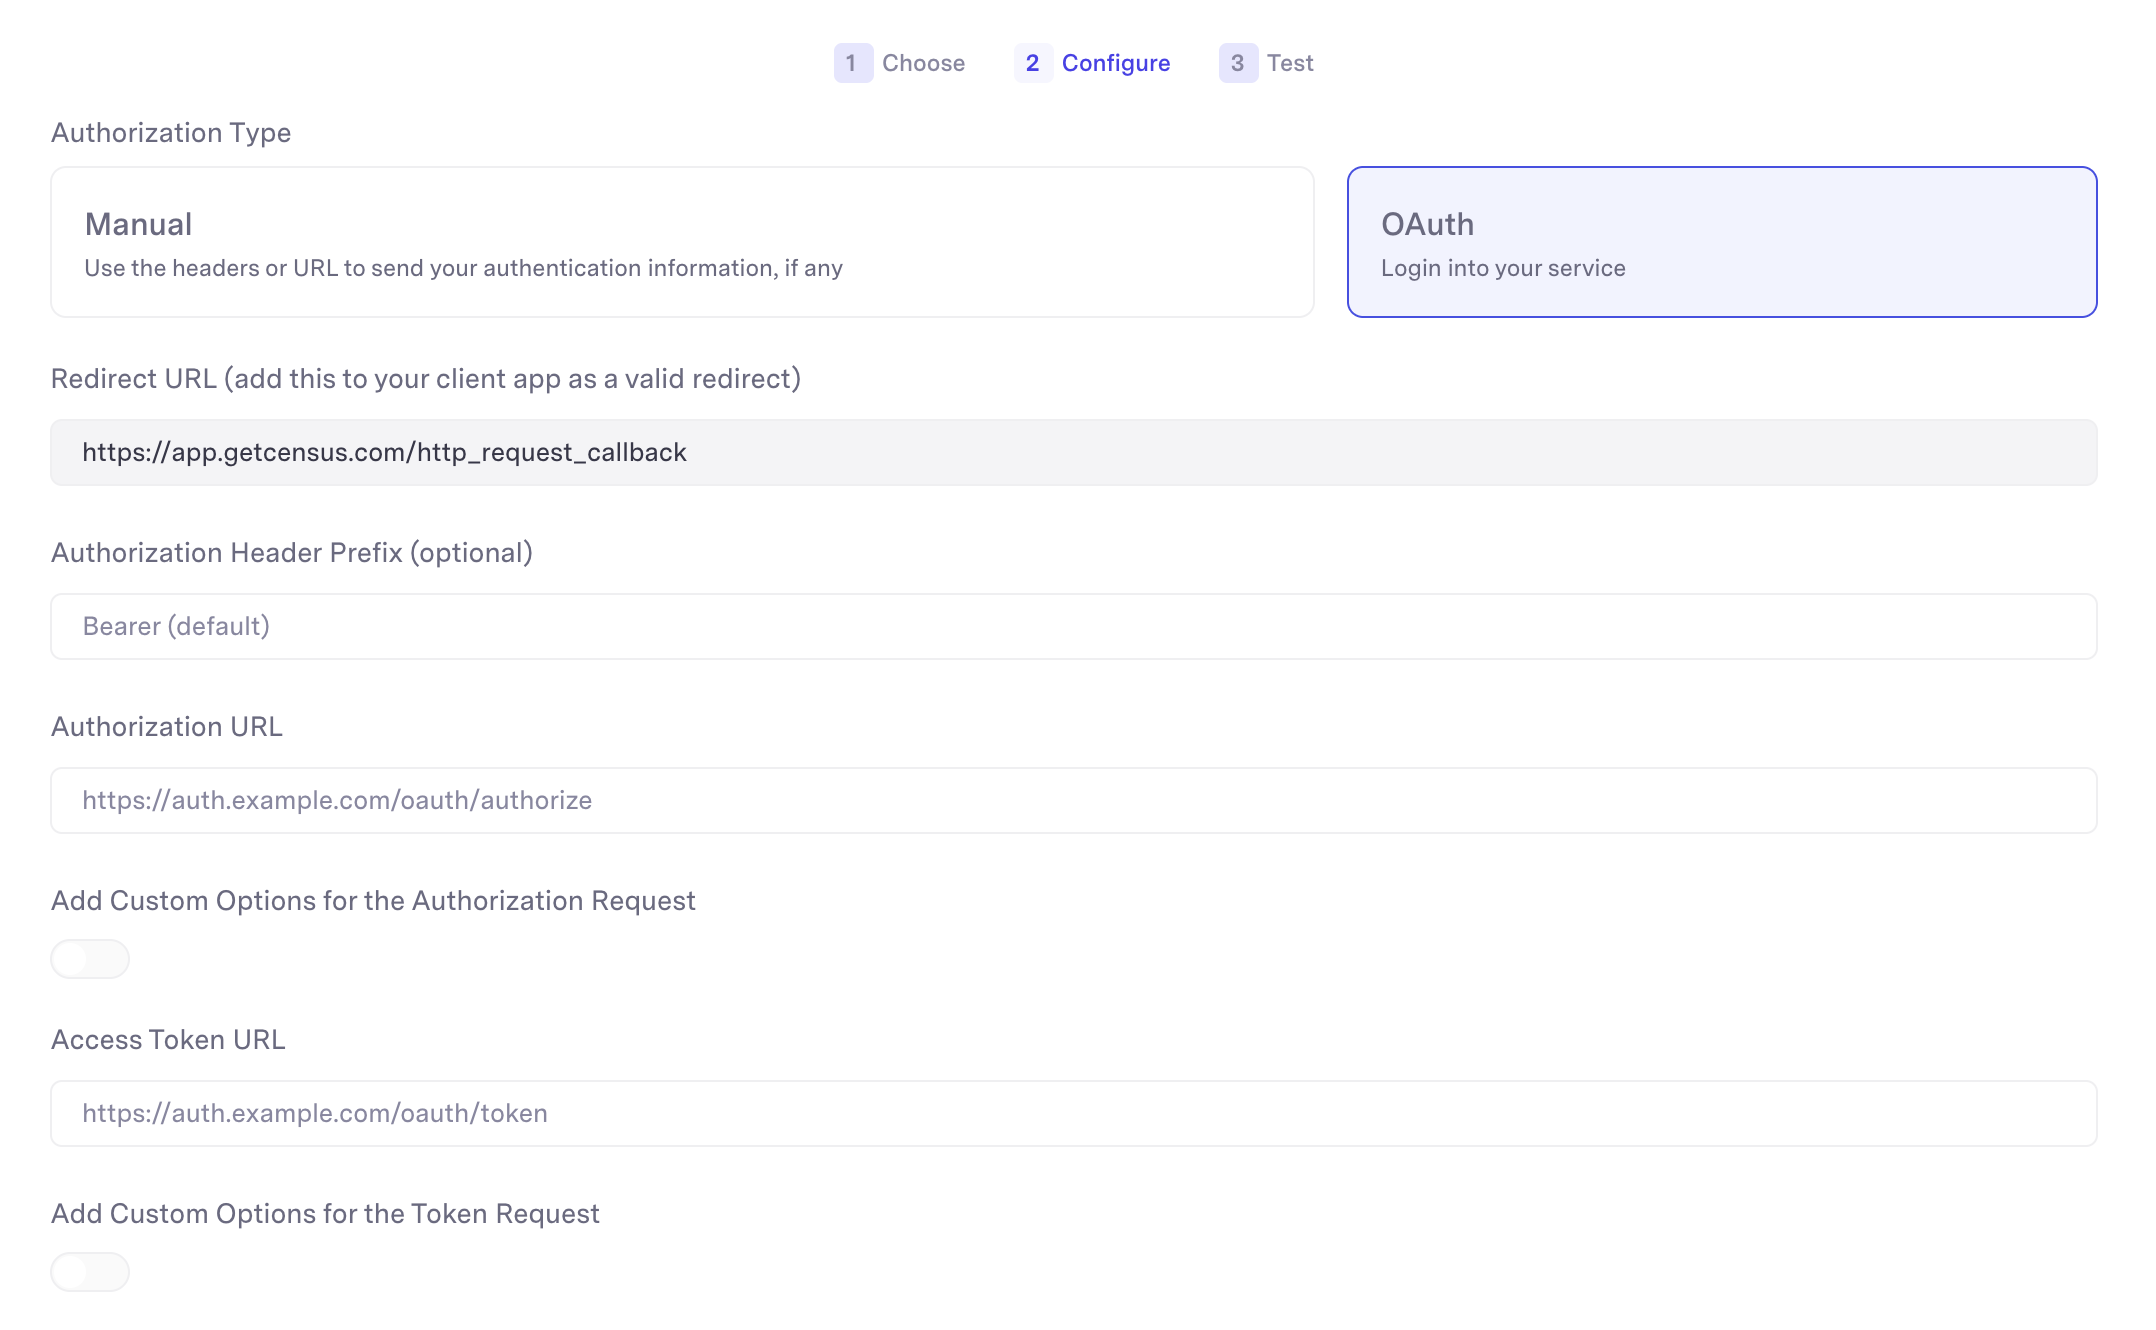 1 Choose 2 Configure 3 Test
Authorization Type
Manual
Use the headers or URL to send your authentication information, if any
OAuth
Login into your service
Redirect URL (add this to your client app as a valid redirect)
https://app.getcensus.com/http_request_callback
Authorization Header Prefix (optional)
Bearer (default)
Authorization URL
https://auth.example.com/oauth/authorize
Add Custom Options for the Authorization Request
Access Token URL
https://auth.example.com/oauth/token
Add Custom Options for the Token Request